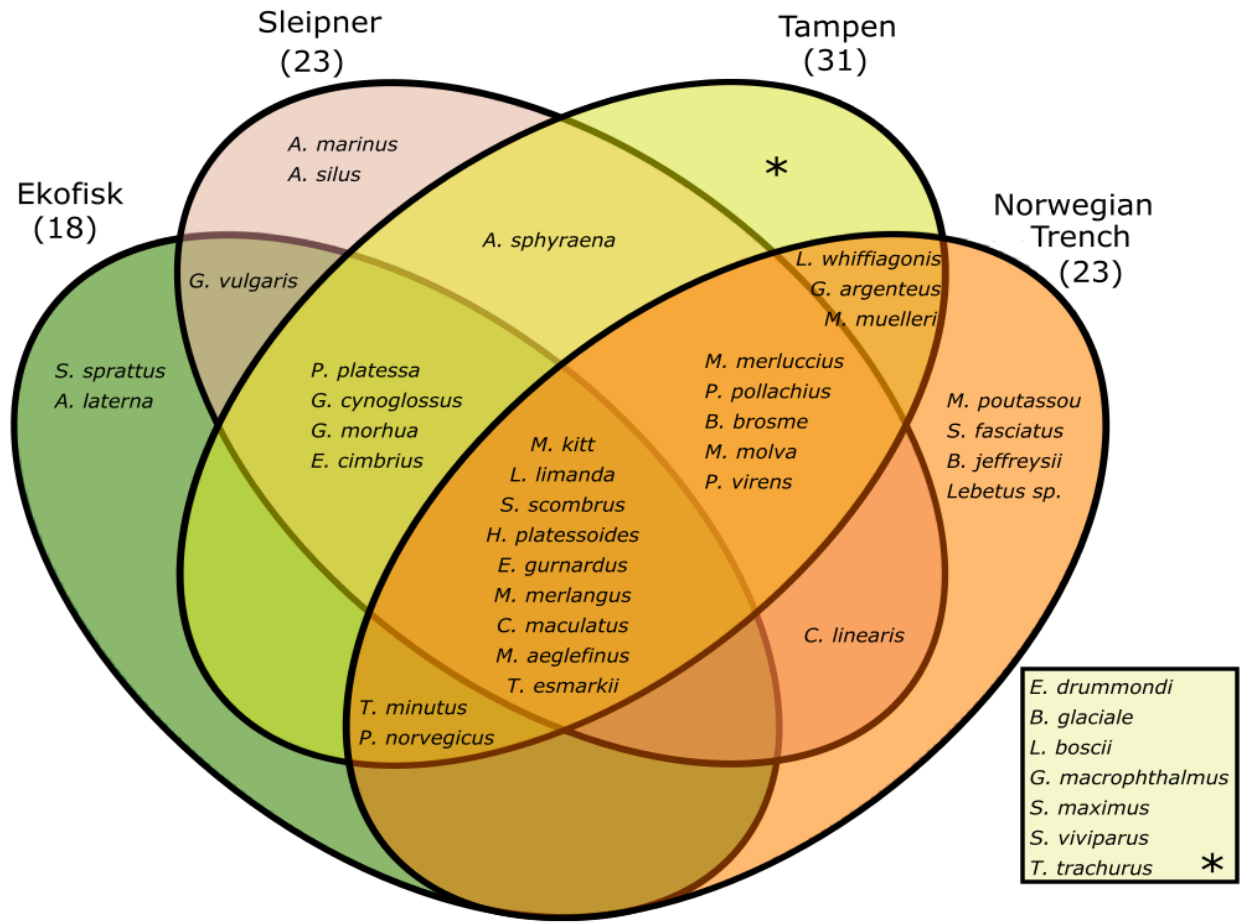 Sleipner
(23)
Tampen
(31)
Ekofisk
(18)
Norwegian
Trench
(23)
A. marinus
A. silus
*
G. vulgaris
A. sphyraena
L. whiffiagonis
G. argenteus
M. muelleri
S. sprattus
A. laterna
P. platessa
G. cynoglossus
G. morhua
E. cimbrius
M. merluccius
P. pollachius
B. brosme
M. molva
P. virens
M. poutassou
S. fasciatus
B. jeffreysii
Lebetus sp.
M. kitt
L. limanda
S. scombrus
H. platessoides
E. gurnardus
M. merlangus
C. maculatus
M. aeglefinus
T. esmarkii
C. linearis
T. minutus
P. norvegicus
E. drummondi
B. glaciale
L. boscii
G. macrophthalmus
S. maximus
S. viviparus
T. trachurus *